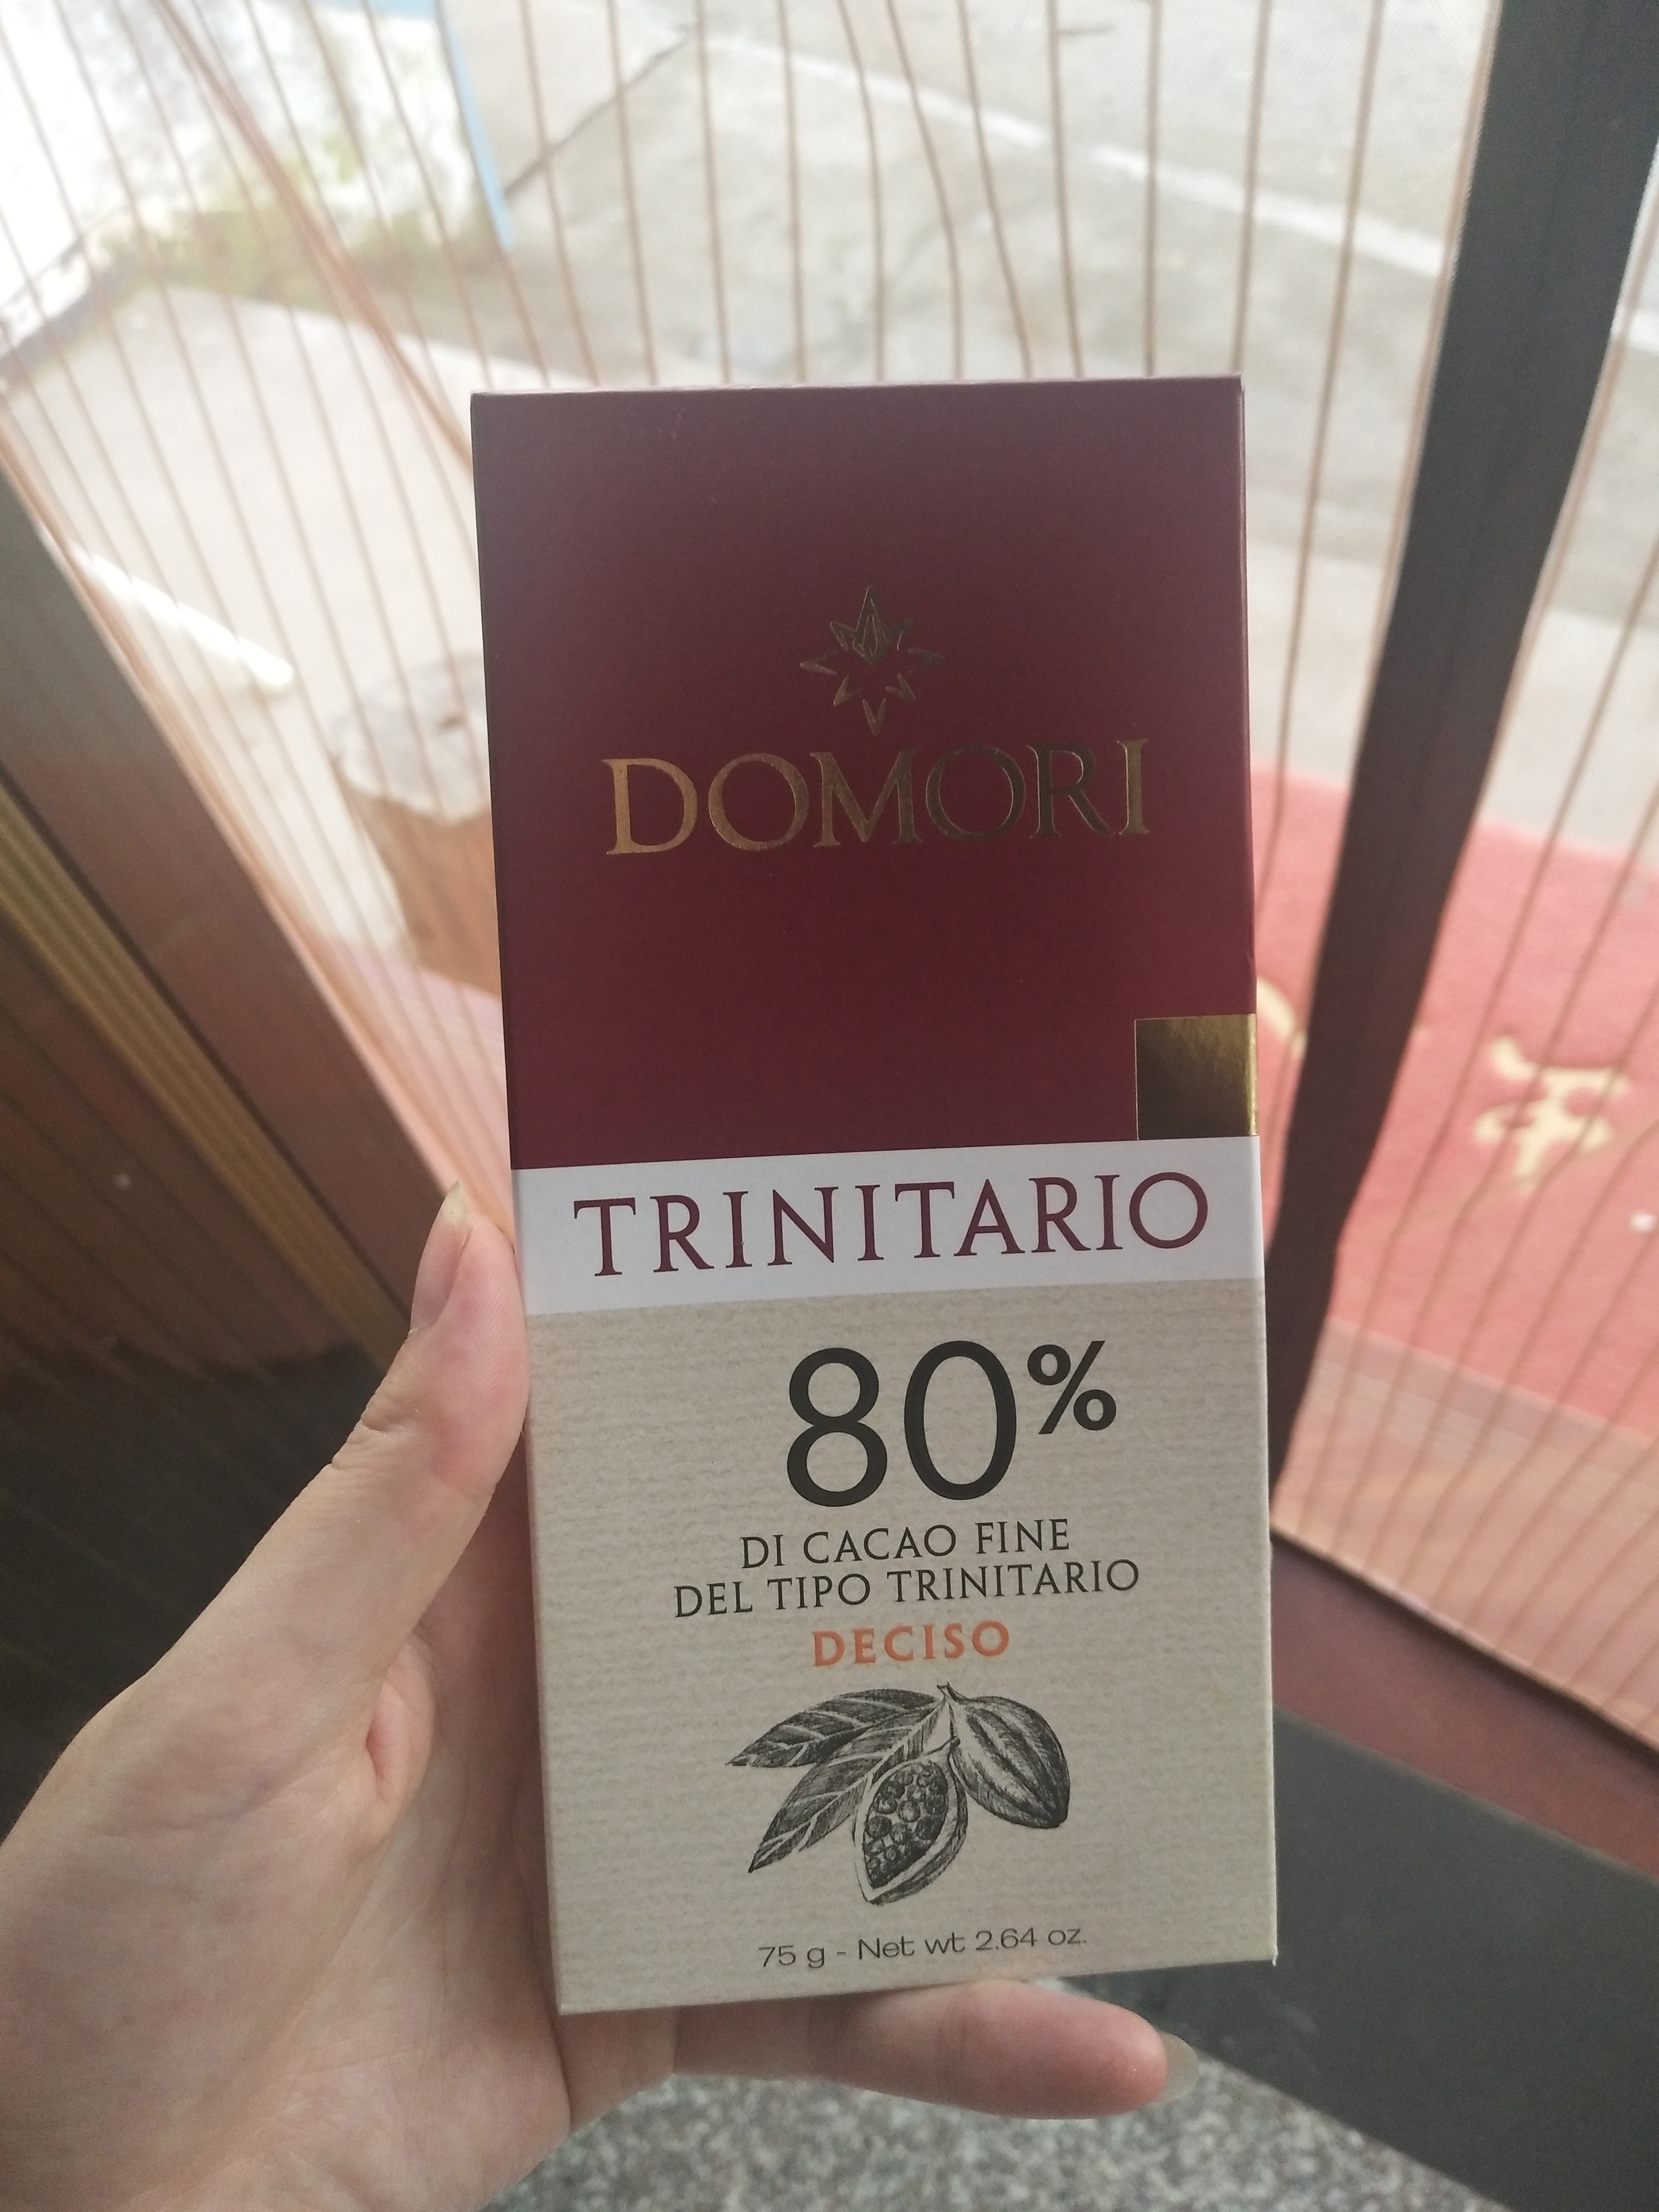 DOMORI
TRINITARIO
80%
DI CACAO FINE
DEL TIPO TRINITARIO
DECISO
75 g - Net wt 2.64 oz.